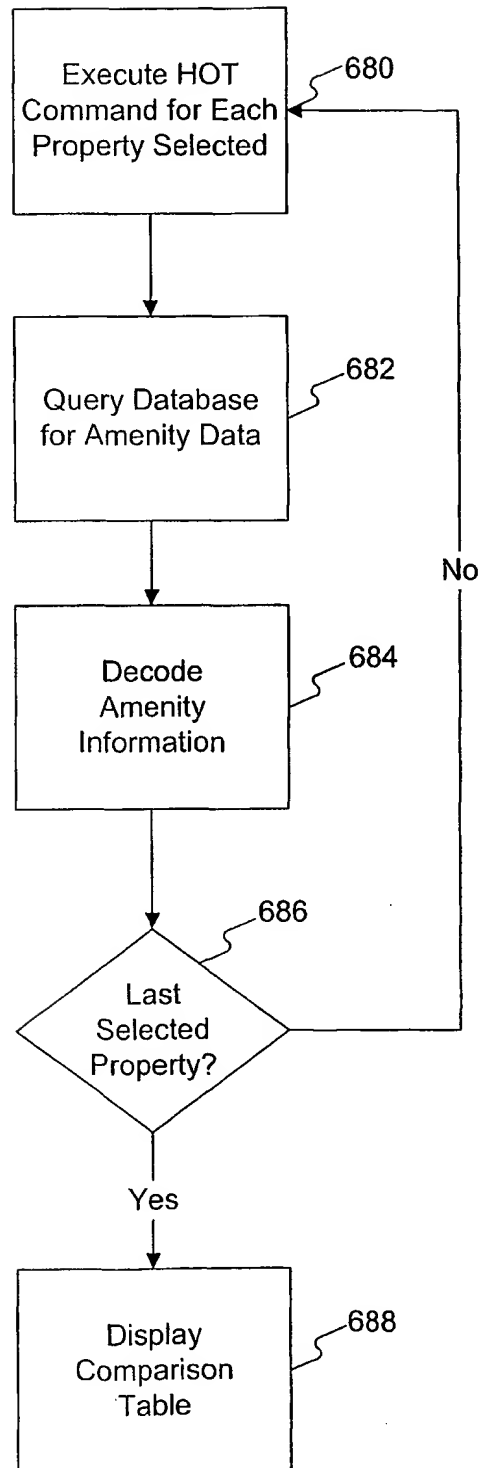 Execute HOT
Command for Each
Property Selected
680
Query Database
for Amenity Data
682
No
Decode
Amenity
Information
684
Last
Selected
Property?
686
Yes
Display
Comparison
Table
688